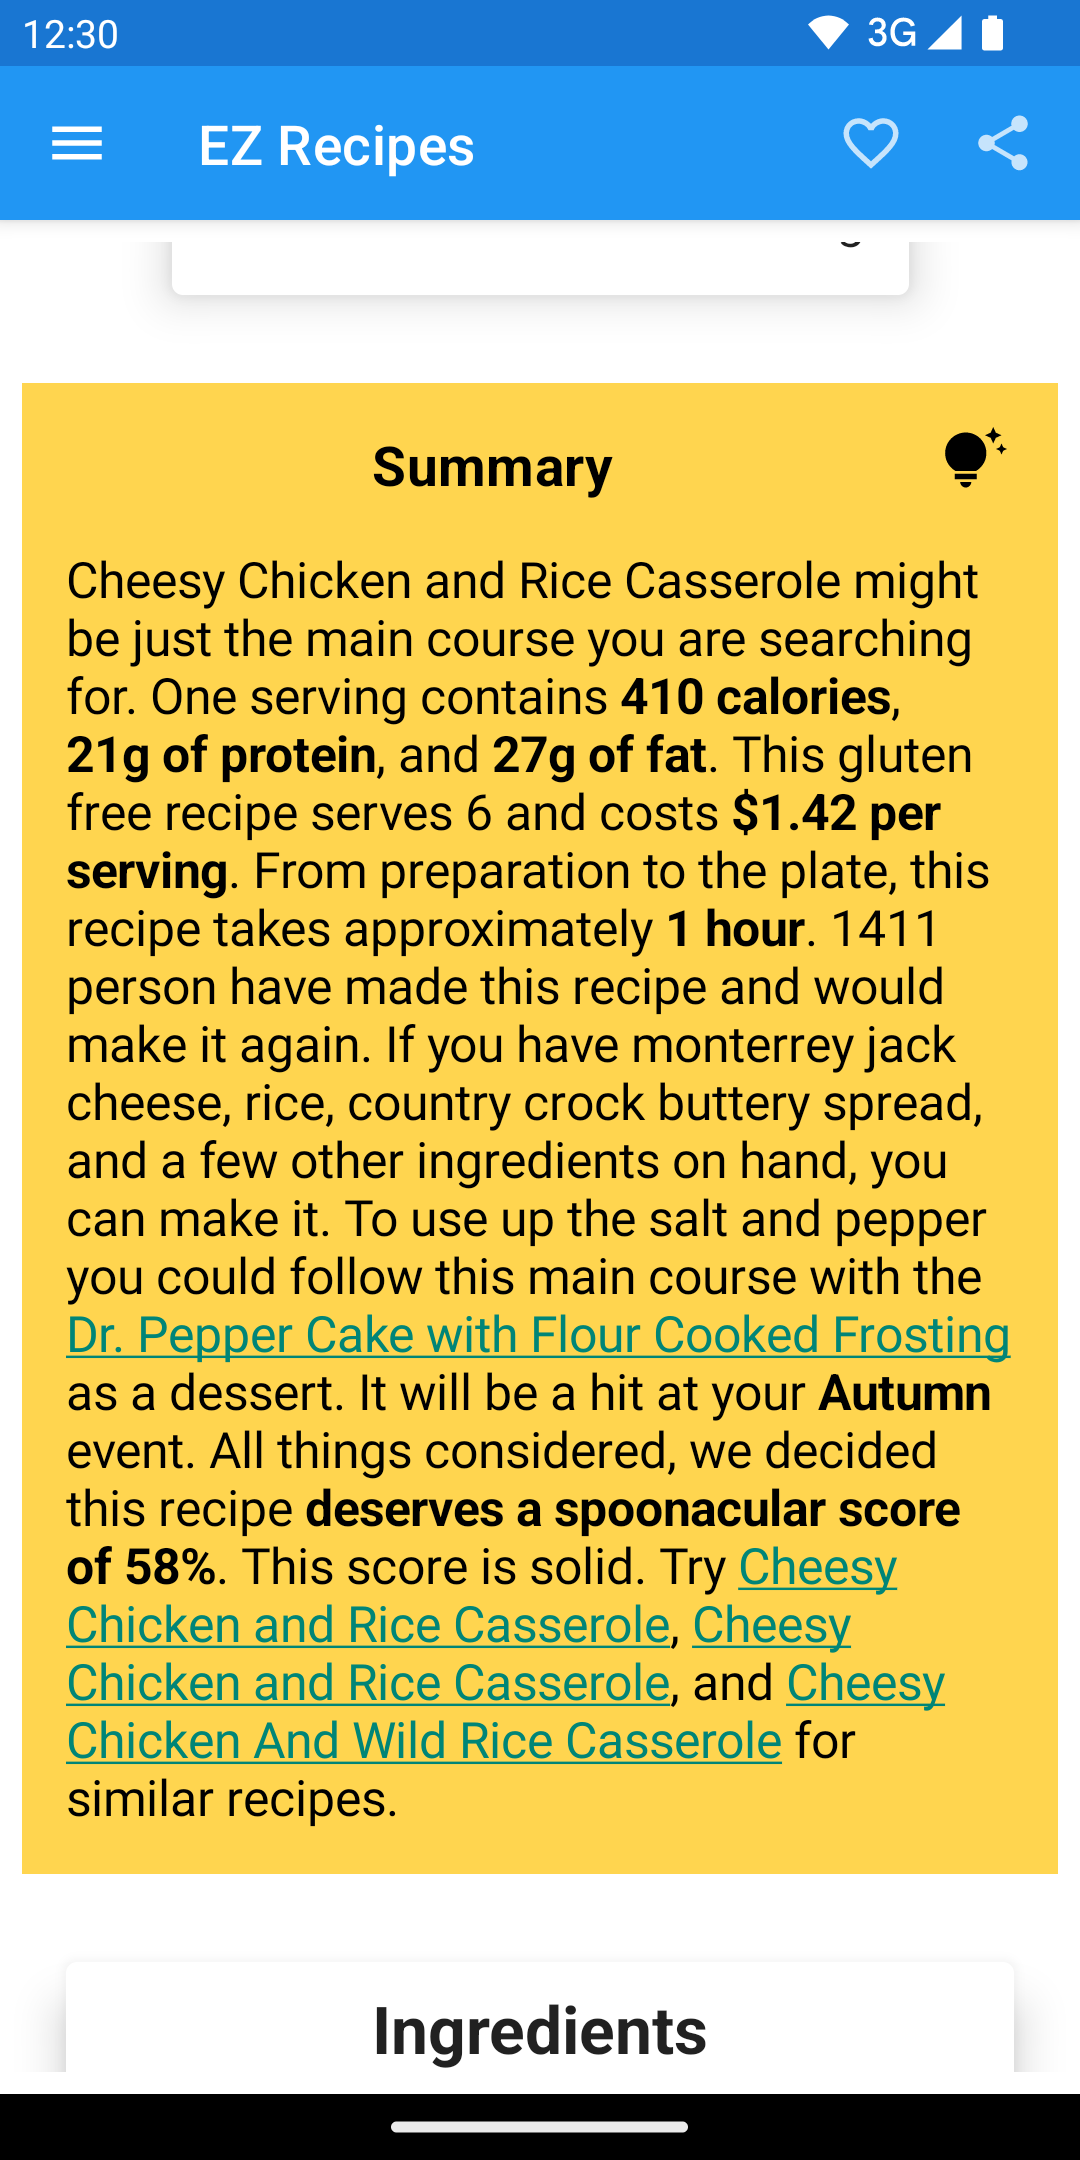 12:30
3G
EZ Recipes
Summary
Cheesy Chicken and Rice Casserole might
be just the main course you are searching
for. One serving contains 410 calories,
21g of protein, and 27g of fat. This gluten
free recipe serves 6 and costs $1.42 per
serving. From preparation to the plate, this
recipe takes approximately 1 hour. 1411
person have made this recipe and would
make it again. If you have monterrey jack
cheese, rice, country crock buttery spread,
and a few other ingredients on hand, you
can make it. To use up the salt and pepper
you could follow this main course with the
Dr. Pepper Cake with Flour Cooked Frosting
as a dessert. It will be a hit at your Autumn
event. All things considered, we decided
this recipe deserves a spoonacular score
of 58%. This score is solid. Try Cheesy
Chicken and Rice Casserole, Cheesy
Chicken and Rice Casserole, and Cheesy
Chicken And Wild Rice Casserole for
similar recipes.
Ingredients